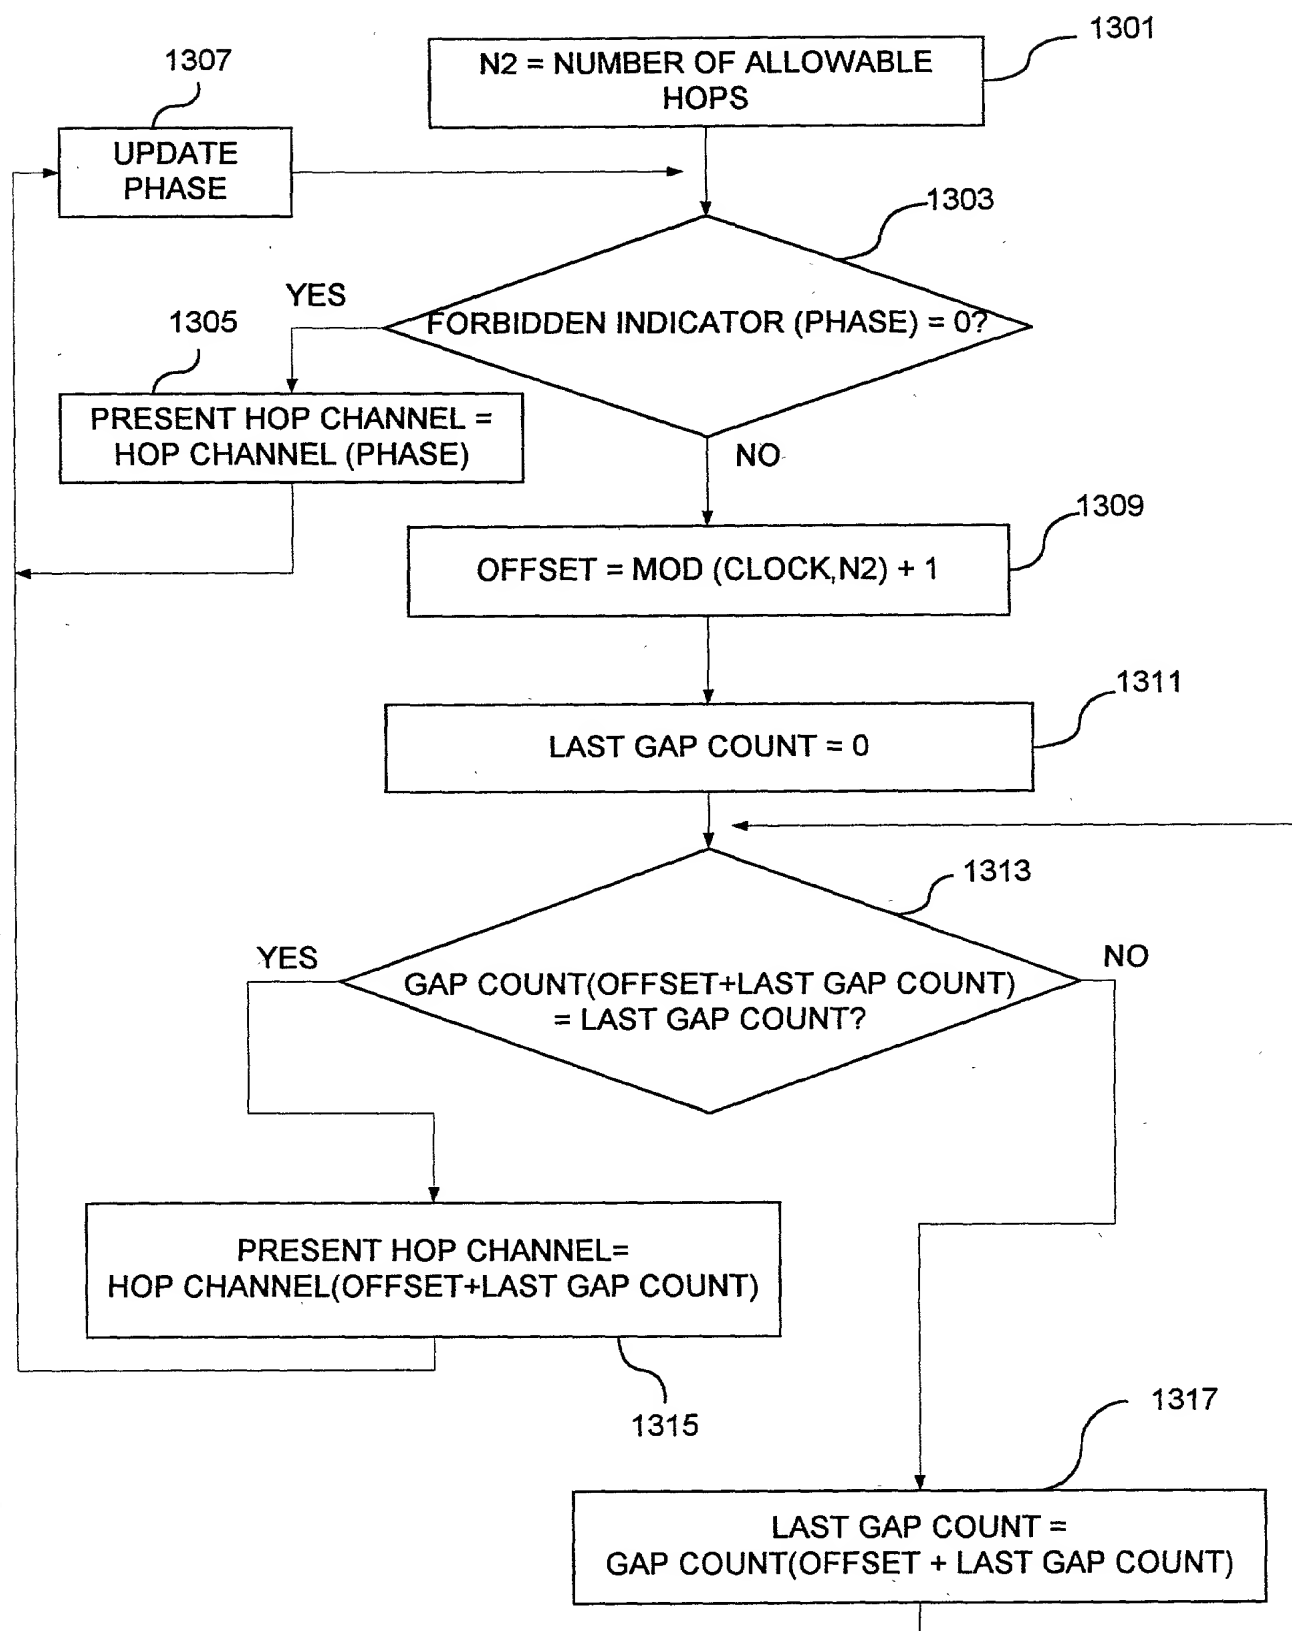 1301
N2 = NUMBER OF ALLOWABLE
HOPS
1307
UPDATE
PHASE
1303
FORBIDDEN INDICATOR (PHASE) = 0?
YES
1305
PRESENT HOP CHANNEL =
HOP CHANNEL (PHASE)
NO
1309
OFFSET = MOD (CLOCK,N2) + 1
1311
LAST GAP COUNT = 0
1313
YES
NO
GAP COUNT(OFFSET+LAST GAP COUNT)
= LAST GAP COUNT?
PRESENT HOP CHANNEL=
HOP CHANNEL(OFFSET+LAST GAP COUNT)
1315
1317
LAST GAP COUNT =
GAP COUNT(OFFSET + LAST GAP COUNT)